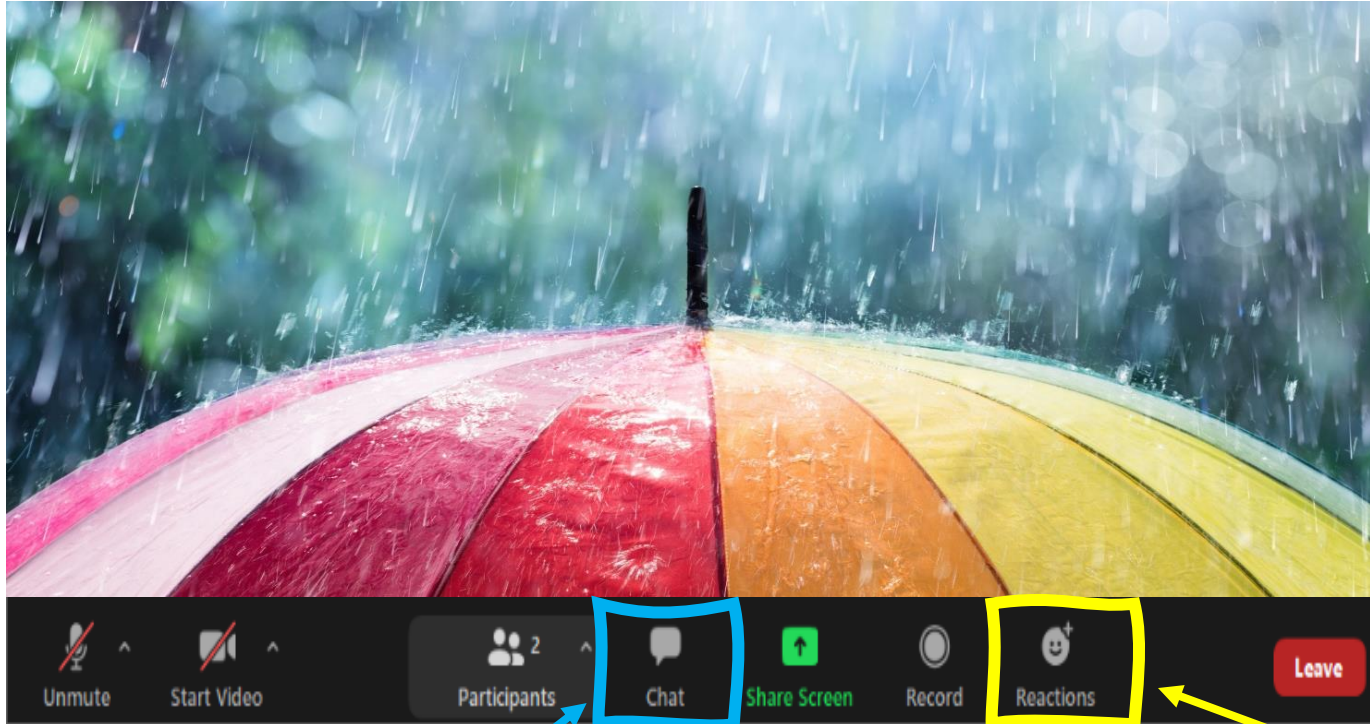 2
Unmute
Start Video
Participants
Chat
Share Screen
Record
Reactions
Leave